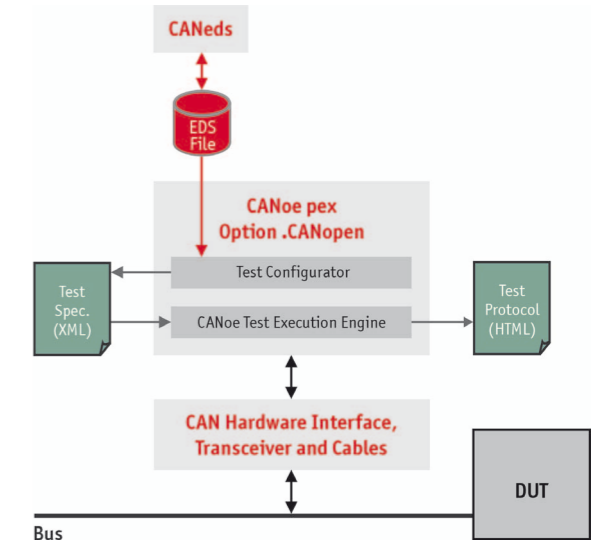 CANeds
EDS
File
CANoe pex
Option .CANopen
Test Configurator
Test
Spec.
(XML)
CANoe Test Execution Engine
Test
Protocol
(HTML)
CAN Hardware Interface,
Transceiver and Cables
DUT
Bus